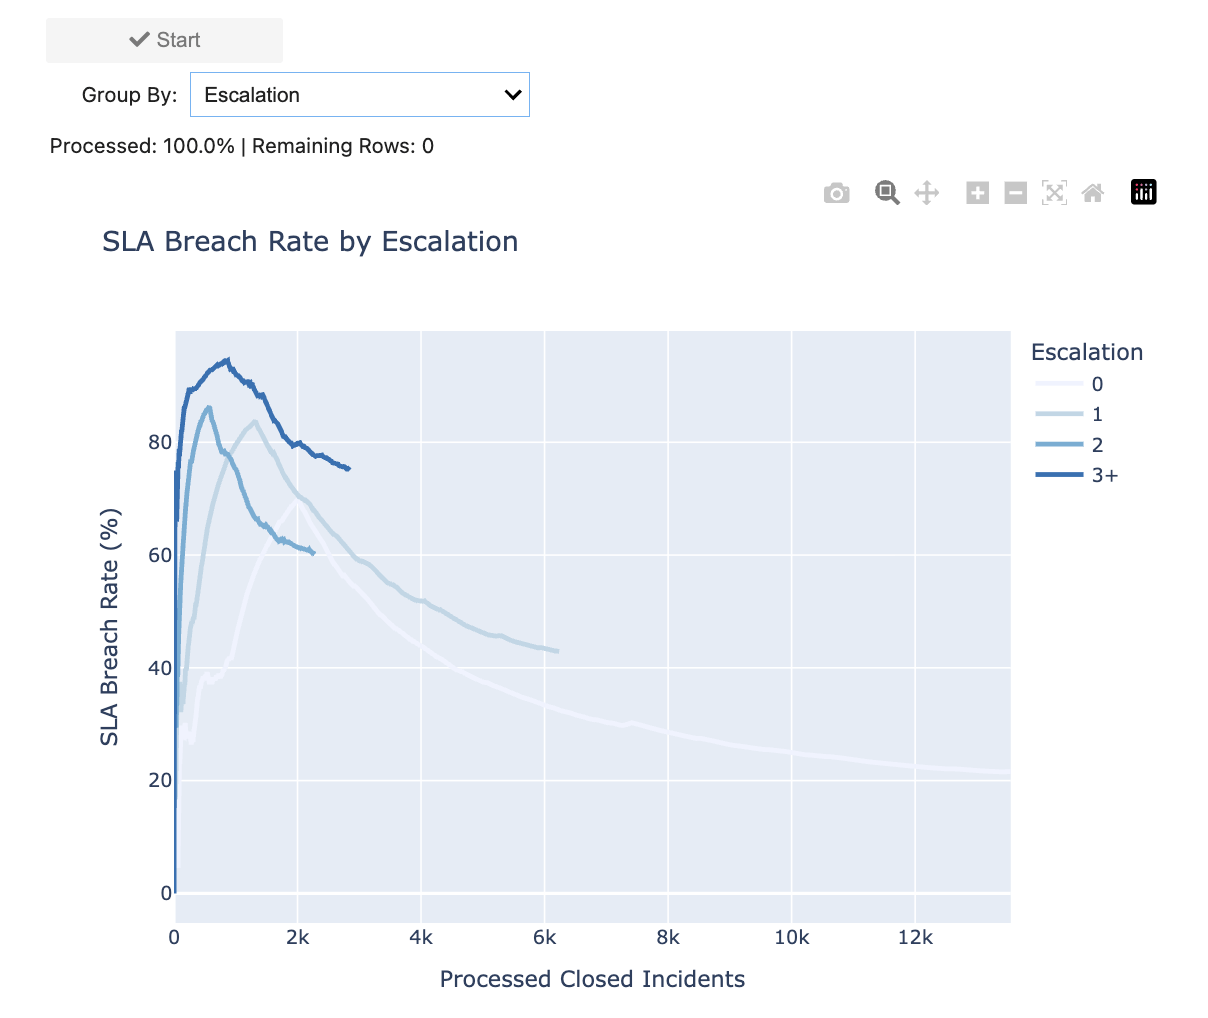 Start
Group By: Escalation
Processed: 100.0% | Remaining Rows: 0
SLA Breach Rate by Escalation
Escalation
0
1
2
3+
SLA Breach Rate (%)
80
60
40
20
0
0 2k 4k 6k 8k 10k 12k
Processed Closed Incidents